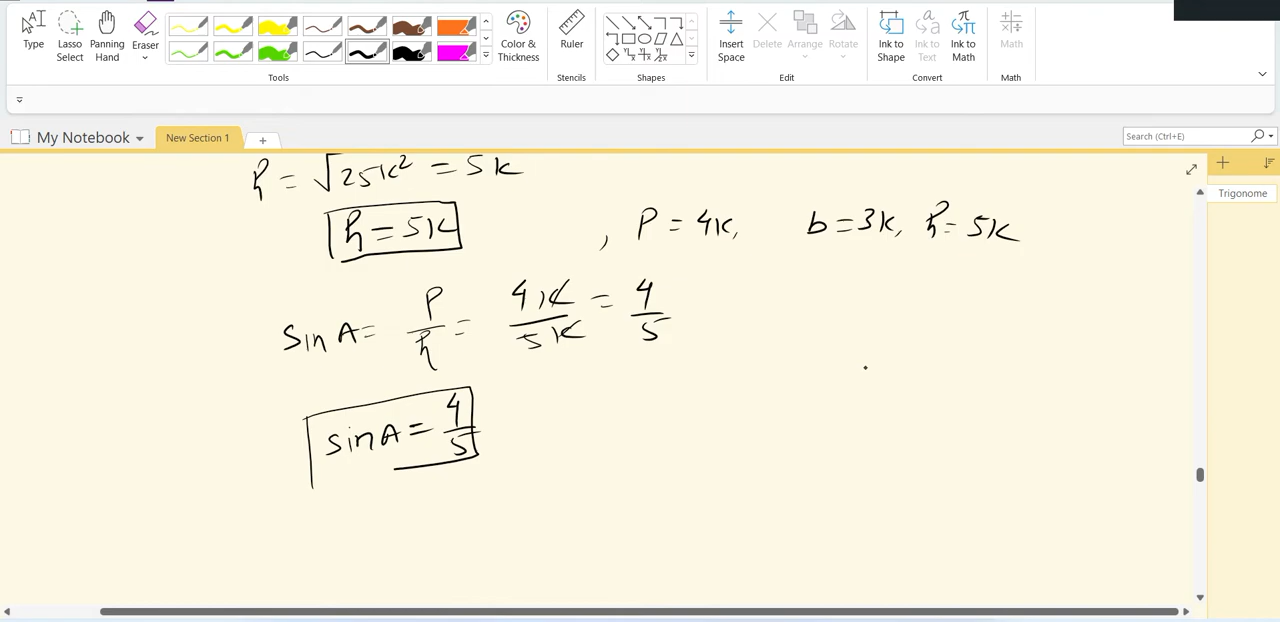 Type
Lasso Select
Panning Hand
Eraser
Color & Thickness
Ruler
Insert Space
Delete
Arrange
Rotate
Ink to Shape
Ink to Text
Ink to Math
Math
Tools
Stencils
Shapes
Edit
Convert
Math
My Notebook
New Section 1
+
Search (Ctrl+E)
Trigonome
h = √25K² = 5K
h = 5K , P = 4K, b = 3K, h = 5K
sin A = P/h = 4K/5K = 4/5
sin A = 4/5